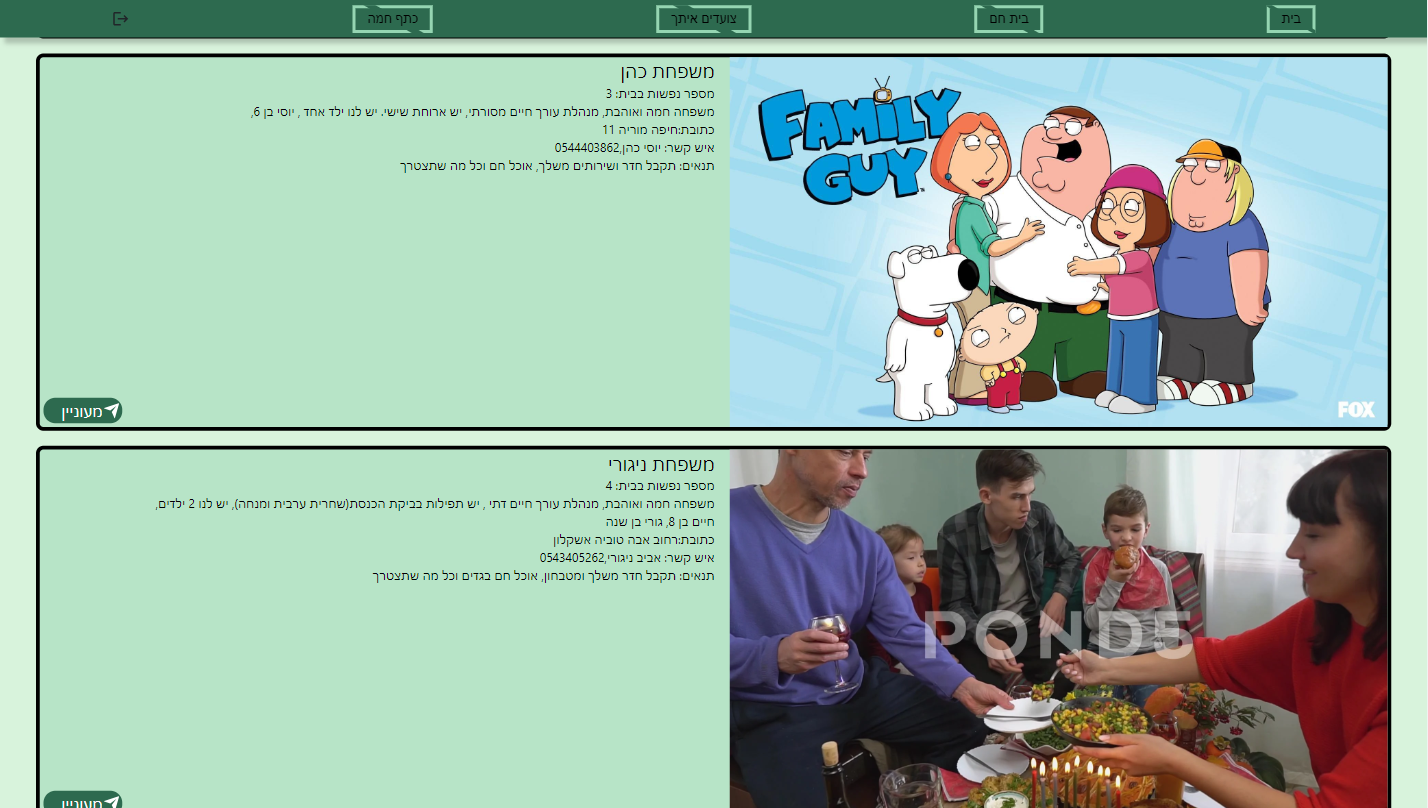 בית
בית חם
צועדים איתך
כתף חמה
משפחת כהן
מספר נפשות בבית: 3
משפחה חמה ואוהבת, מנהלת עורך חיים מסורתי, יש ארוחת שישי. יש לנו ילד אחד , יוסי בן 6,
כתובת:חיפה מוריה 11
איש קשר: יוסי כהן,0544403862
תנאים: תקבל חדר ושירותים משלך, אוכל חם וכל מה שתצטרך
מעוניין
FAMILY
GUY
FOX
משפחת ניגורי
מספר נפשות בבית: 4
משפחה חמה ואוהבת, מנהלת עורך חיים דתי , יש תפילות בביקת הכנסת(שחרית ערבית ומנחה), יש לנו 2 ילדים,
חיים בן 8, גורי בן שנה
כתובת:רחוב אבה טוביה אשקלון
איש קשר: אביב ניגורי,0543405262
תנאים: תקבל חדר משלך ומטבחון, אוכל חם בגדים וכל מה שתצטרך
מעוניין
POND5